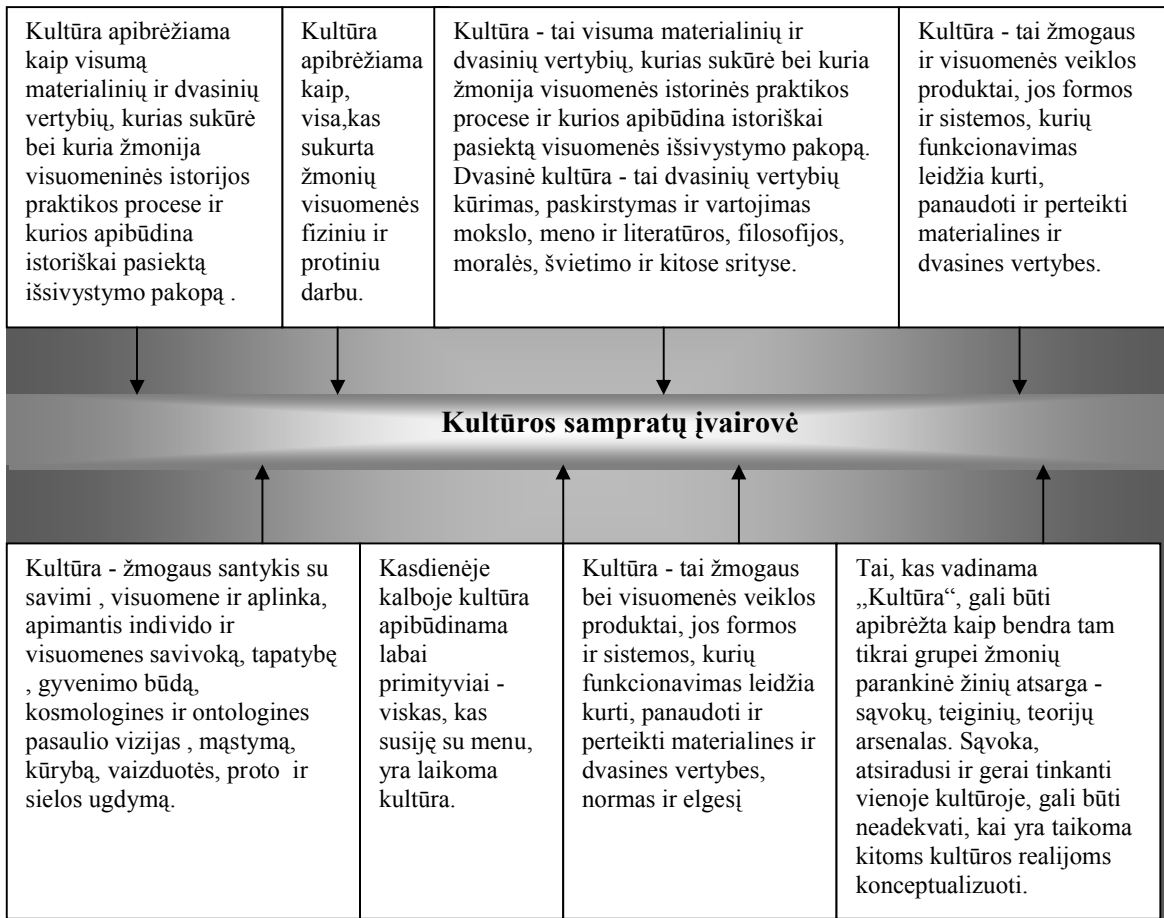 Kultūra apibrėžiama
kaip visumą
materialinių ir dvasinių
vertybių, kurias sukūrė
bei kuria žmonija
visuomeninės istorijos
praktikos procese ir
kurios apibūdina
istoriškai pasiektą
išsivystymo pakopą .
Kultūra
apibrėžiama
kaip,
visa,kas
sukurta
žmonių
visuomenės
fiziniu ir
protiniu
darbu.
Kultūra - tai visuma materialinių ir
dvasinių vertybių, kurias sukūrė bei kuria
žmonija visuomenės istorinės praktikos
procese ir kurios apibūdina istoriškai
pasiektą visuomenės išsivystymo pakopą.
Dvasinė kultūra - tai dvasinių vertybių
kūrimas, paskirstymas ir vartojimas
mokslo, meno ir literatūros, filosofijos,
moralės, švietimo ir kitose srityse.
Kultūra - tai žmogaus
ir visuomenės veiklos
produktai, jos formos
ir sistemos, kurių
funkcionavimas
leidžia kurti,
panaudoti ir perteikti
materialines ir
dvasines vertybes.
Kultūros sampratų įvairovė
Kultūra - žmogaus santykis su
savimi , visuomene ir aplinka,
apimantis individo ir
visuomenes savivoką, tapatybę
, gyvenimo būdą,
kosmologines ir ontologines
pasaulio vizijas , mąstymą,
kūrybą, vaizduotės, proto ir
sielos ugdymą.
Kasdienėje
kalboje kultūra
apibūdinama
labai
primityviai -
viskas, kas
susiję su menu,
yra laikoma
kultūra.
Kultūra - tai žmogaus
bei visuomenės veiklos
produktai, jos formos
ir sistemos, kurių
funkcionavimas leidžia
kurti, panaudoti ir
perteikti materialines ir
dvasines vertybes,
normas ir elgesį
Tai, kas vadinama
,,Kultūra“, gali būti
apibrėžta kaip bendra tam
tikrai grupei žmonių
parankinė žinių atsarga -
sąvokų, teiginių, teorijų
arsenalas. Sąvoka,
atsiradusi ir gerai tinkanti
vienoje kultūroje, gali būti
neadekvati, kai yra taikoma
kitoms kultūros realijoms
konceptualizuoti.